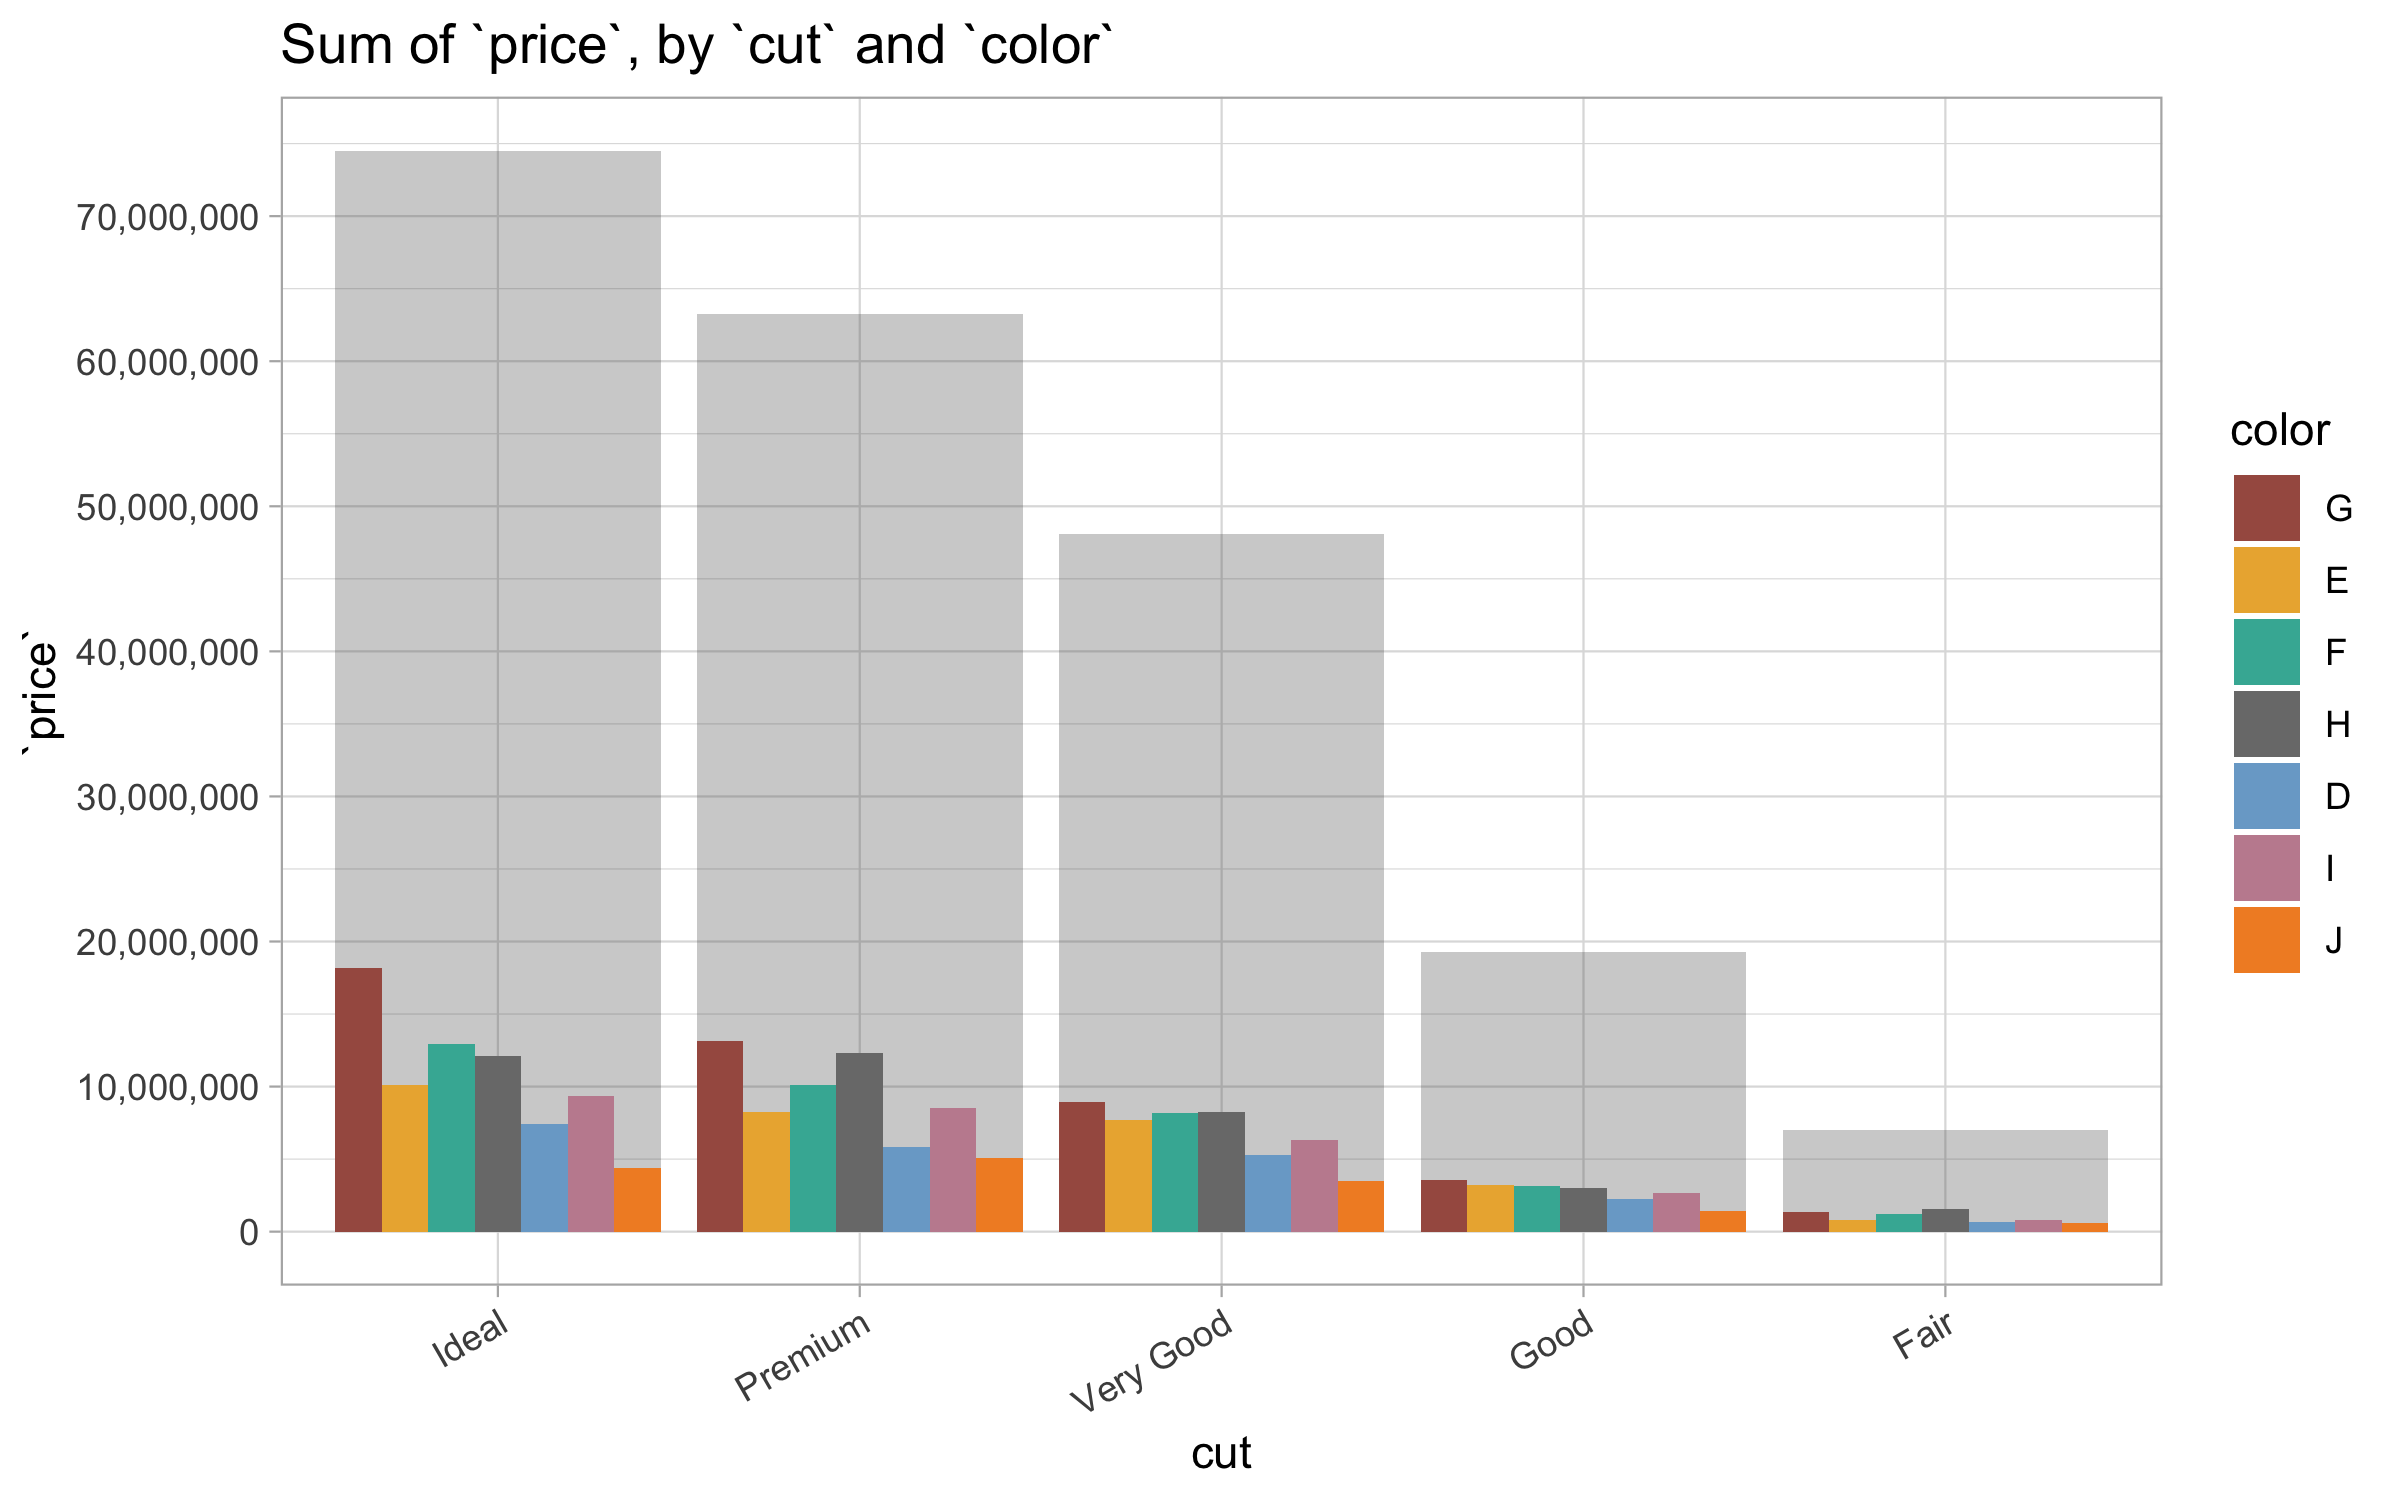 Sum of `price`, by `cut` and `color`
`price`
70,000,000
60,000,000
50,000,000
40,000,000
30,000,000
20,000,000
10,000,000
0
Ideal
Premium
Very Good
Good
Fair
cut
color
G
E
F
H
D
I
J